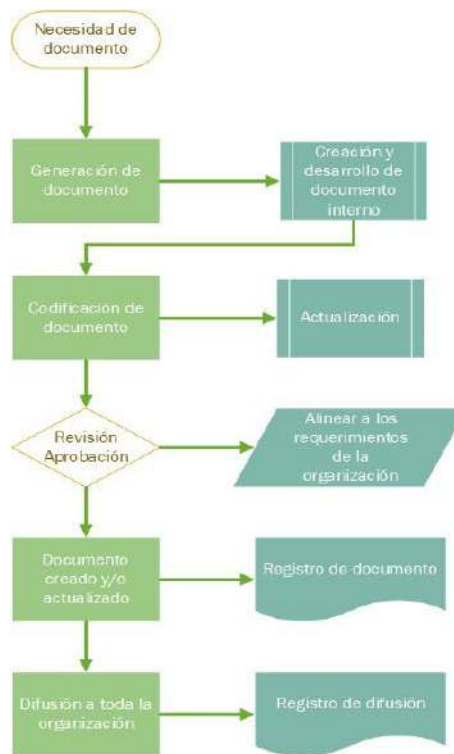 Necesidad de
documento
Generación de
documento
Creación y
desarrollo de
documento
interno
Codificación de
documento
Actualización
Revisión
Aprobación
Alinear a los
requerimientos
de la
organización
Documento
creado y/o
actualizado
Registro de documento
Difusión a toda la
organización
Registro de difusión